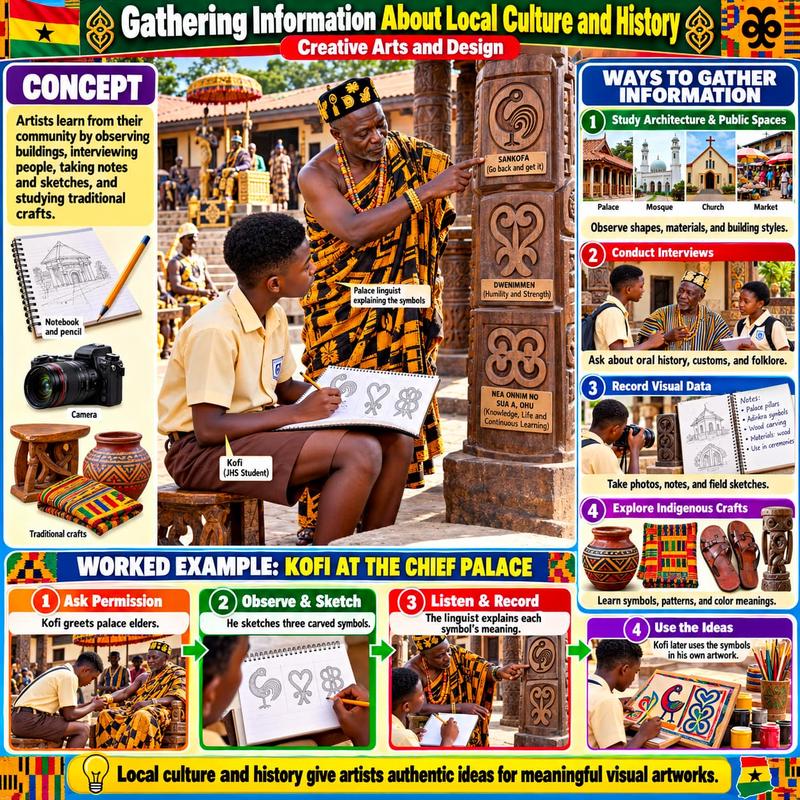 Gathering Information About Local Culture and History
Creative Arts and Design
CONCEPT
Artists learn from their
community by observing
buildings, interviewing
people, taking notes
and sketches, and
studying traditional
crafts.
Notebook
and pencil
Camera
Traditional crafts
SANKOFA
(Go back and get it)
DWENINMEN
(Humility and Strength)
NEA ONNIM NO
SUA A, OHU
(Knowledge, Life and
Continuous Learning)
Palace linguist
explaining the symbols
Kofi
(JHS Student)
WAYS TO GATHER
INFORMATION
1 Study Architecture & Public Spaces
Palace Mosque Church Market
Observe shapes, materials, and building styles.
2 Conduct Interviews
Ask about oral history, customs, and folklore.
3 Record Visual Data
Notes:
• Palace pillars
• Adinkra symbols
• Wood carving
• Materials: wood
• Use in ceremonies
Take photos, notes, and field sketches.
4 Explore Indigenous Crafts
Learn symbols, patterns, and color meanings.
WORKED EXAMPLE: KOFI AT THE CHIEF PALACE
1 Ask Permission
Kofi greets palace elders.
2 Observe & Sketch
He sketches three carved symbols.
3 Listen & Record
The linguist explains each
symbol's meaning.
4 Use the Ideas
Kofi later uses the symbols
in his own artwork.
Local culture and history give artists authentic ideas for meaningful visual artworks.